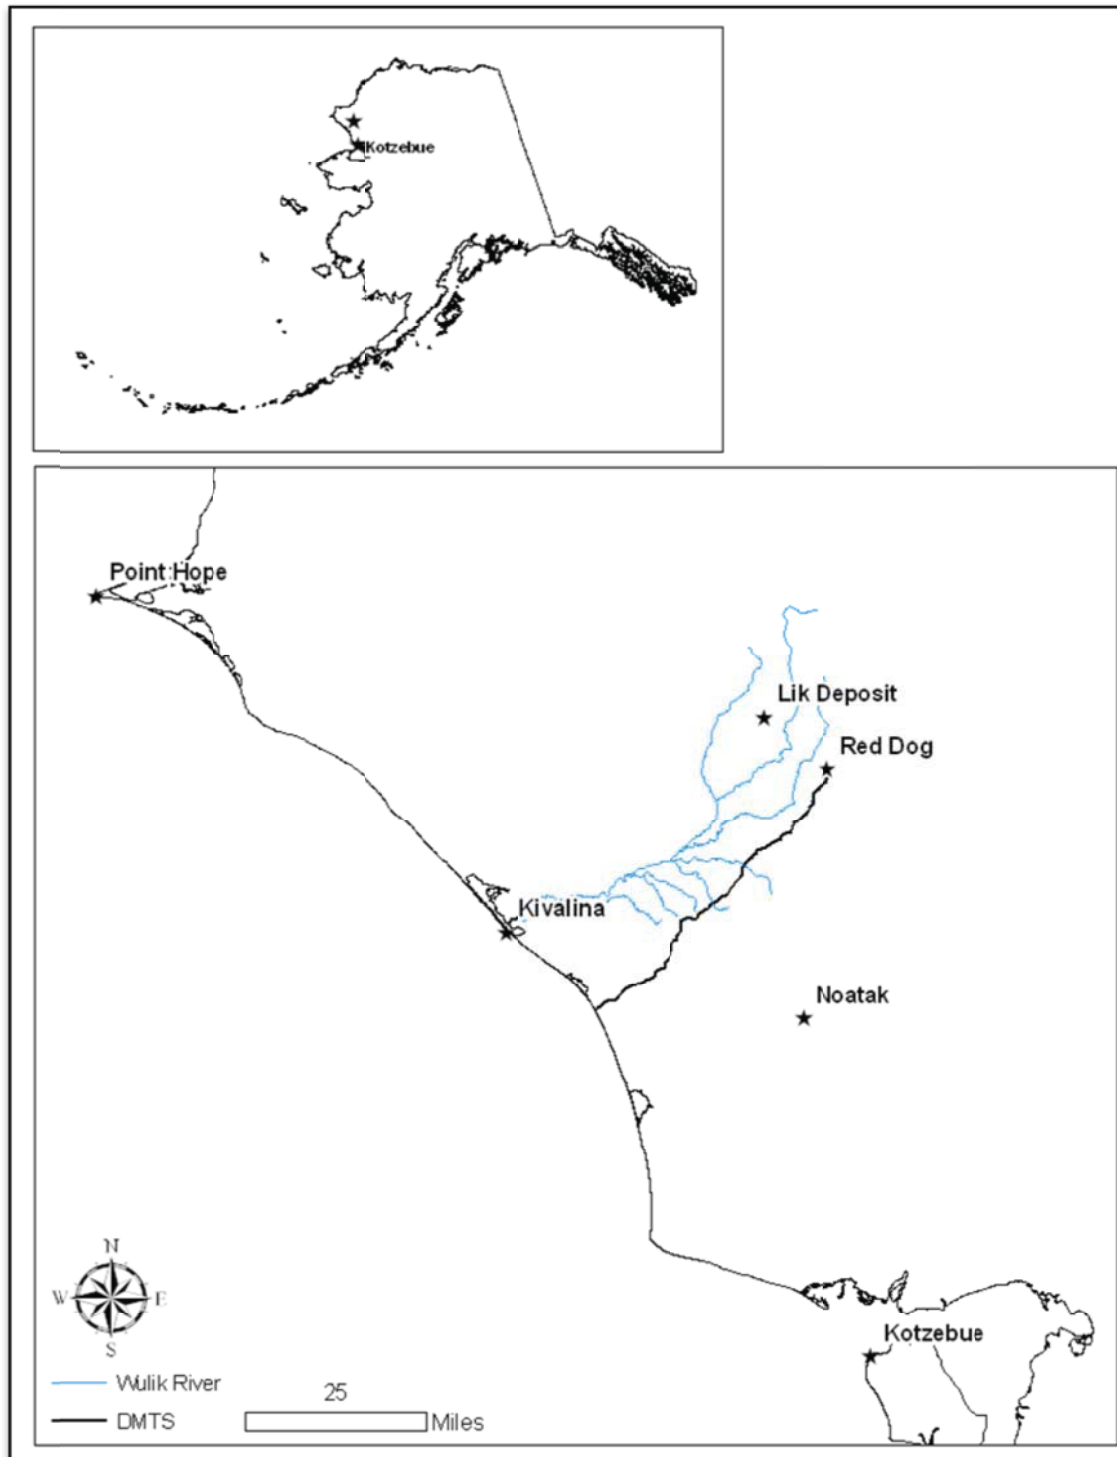 Kotzebue
Point Hope
Lik Deposit
Red Dog
Kivalina
Noatak
N
W E
S
Kotzebue
Wulik River
25
DMTS
Miles